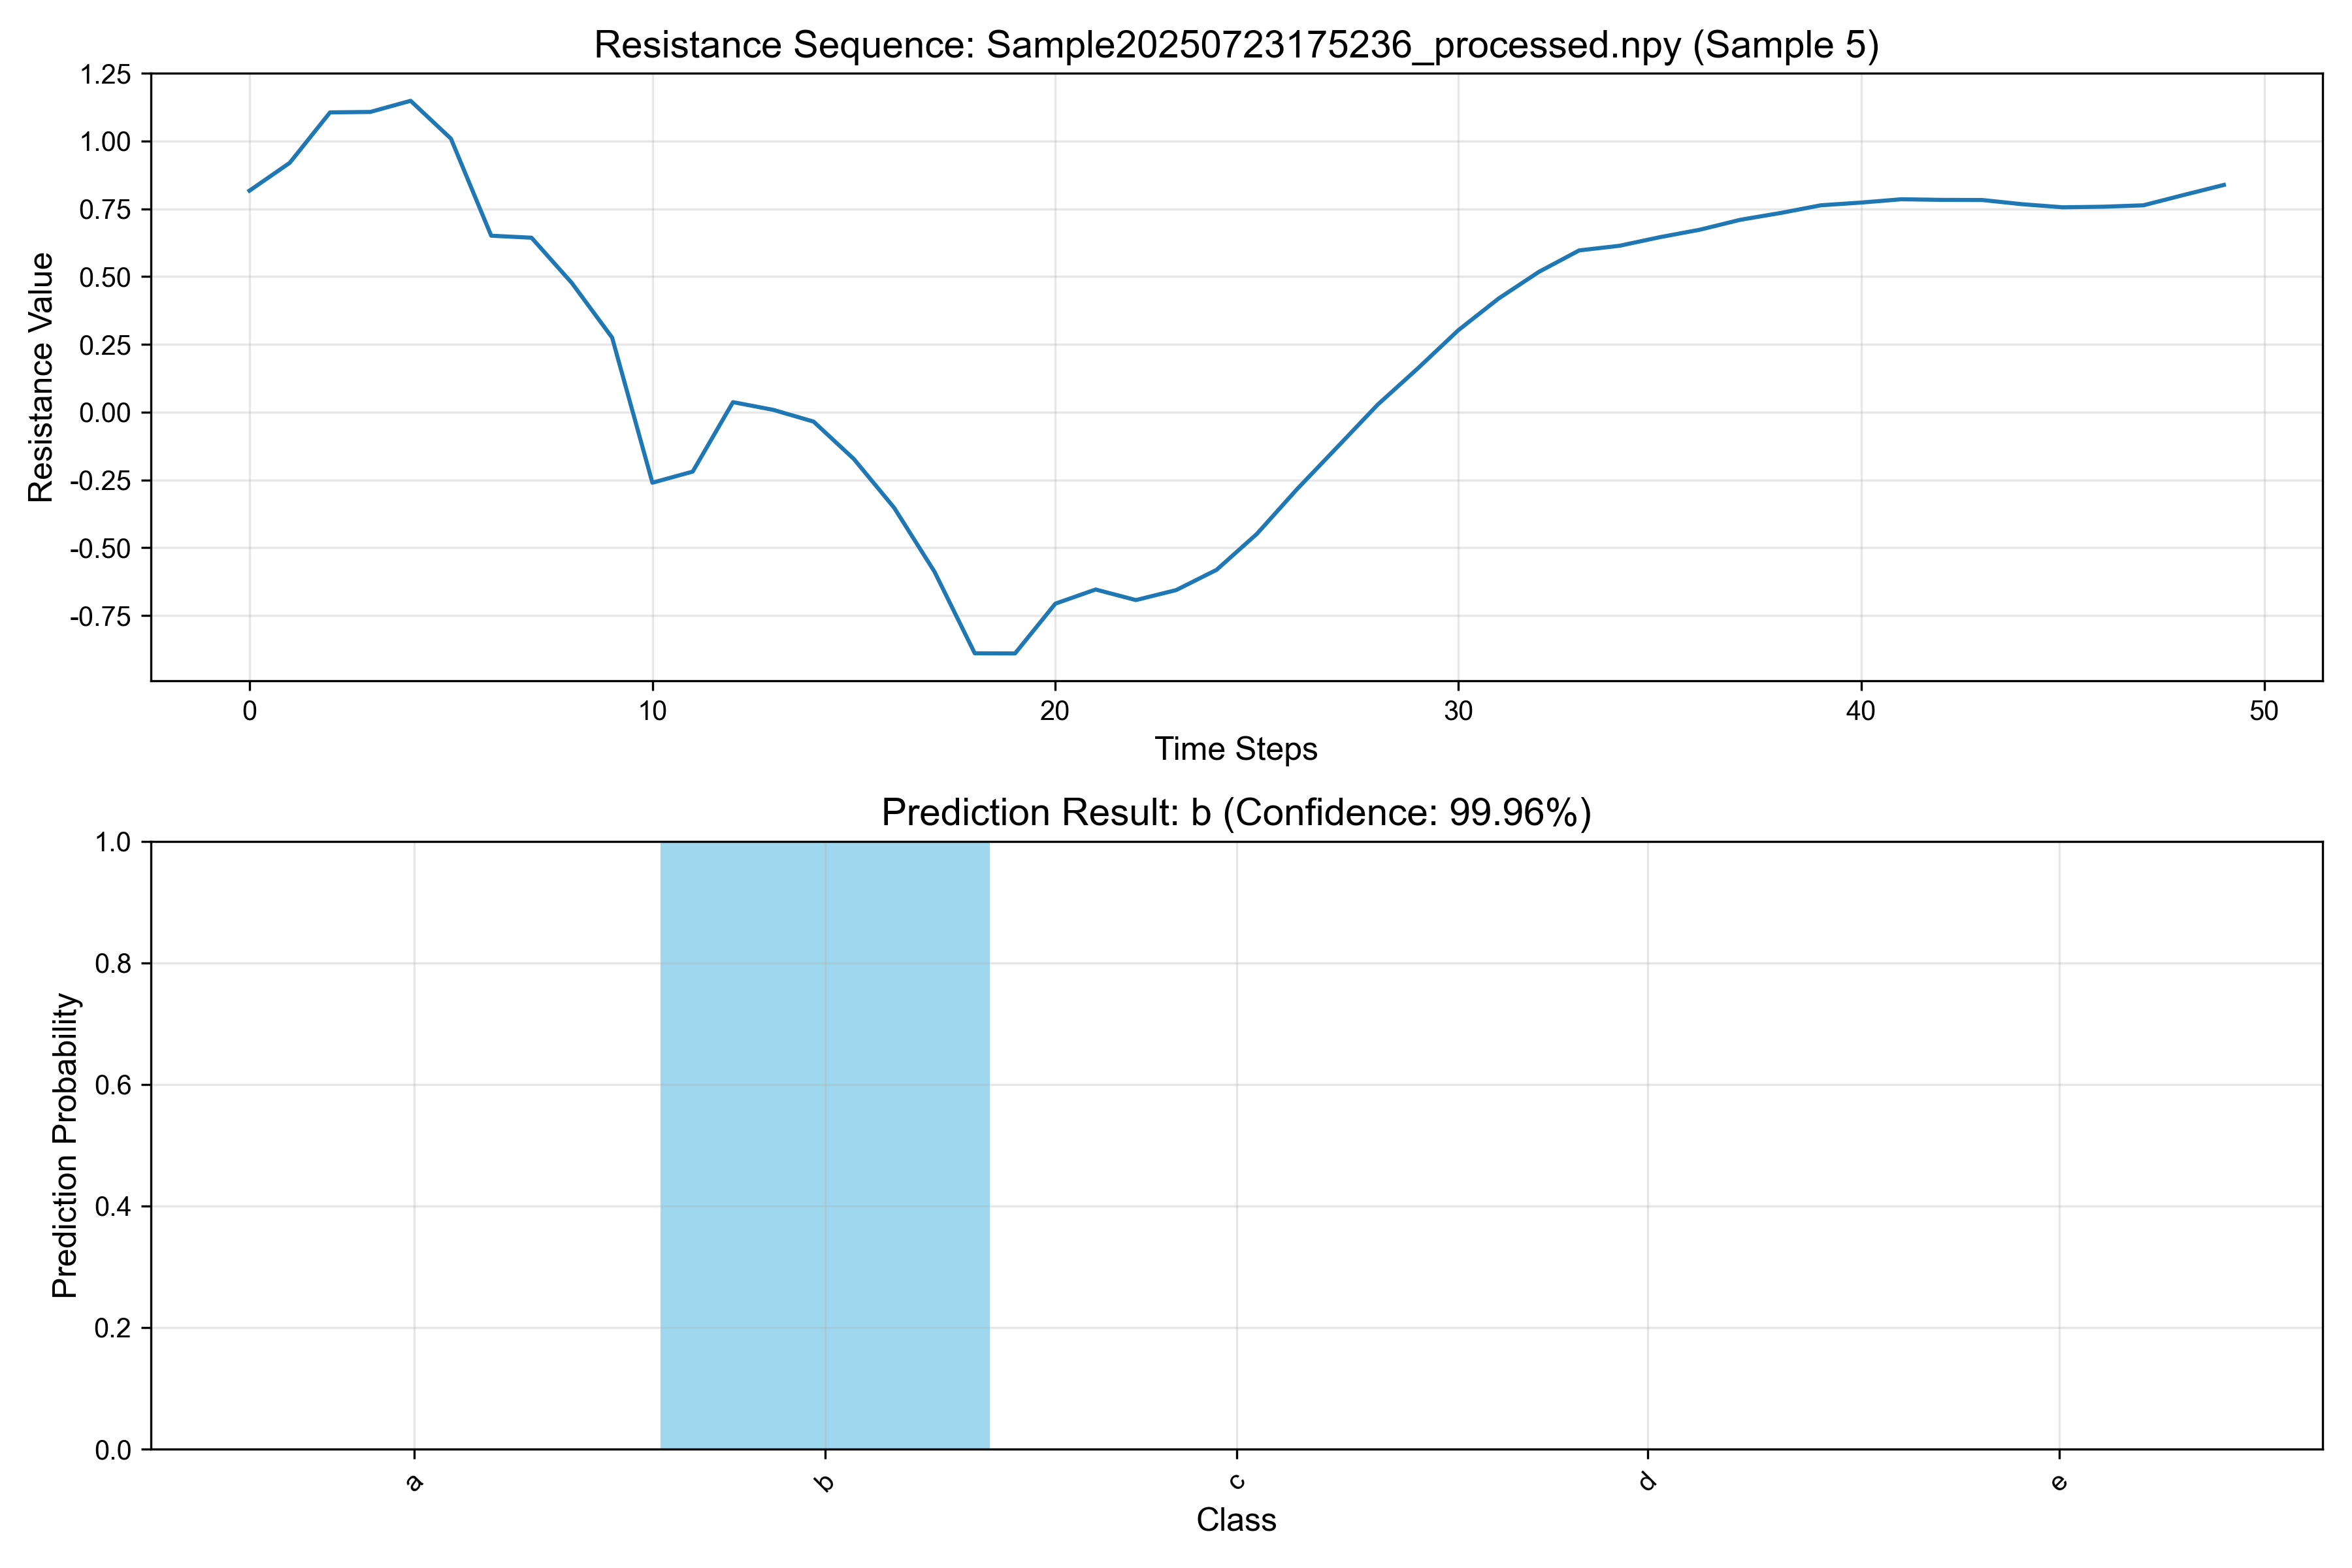 Resistance Sequence: Sample20250723175236_processed.npy (Sample 5)
1.25
1.00
0.75
0.50
0.25
0.00
-0.25
-0.50
-0.75
Resistance Value
0 10 20 30 40 50
Time Steps
Prediction Result: b (Confidence: 99.96%)
1.0
0.8
0.6
0.4
0.2
0.0
Prediction Probability
a b c d e
Class